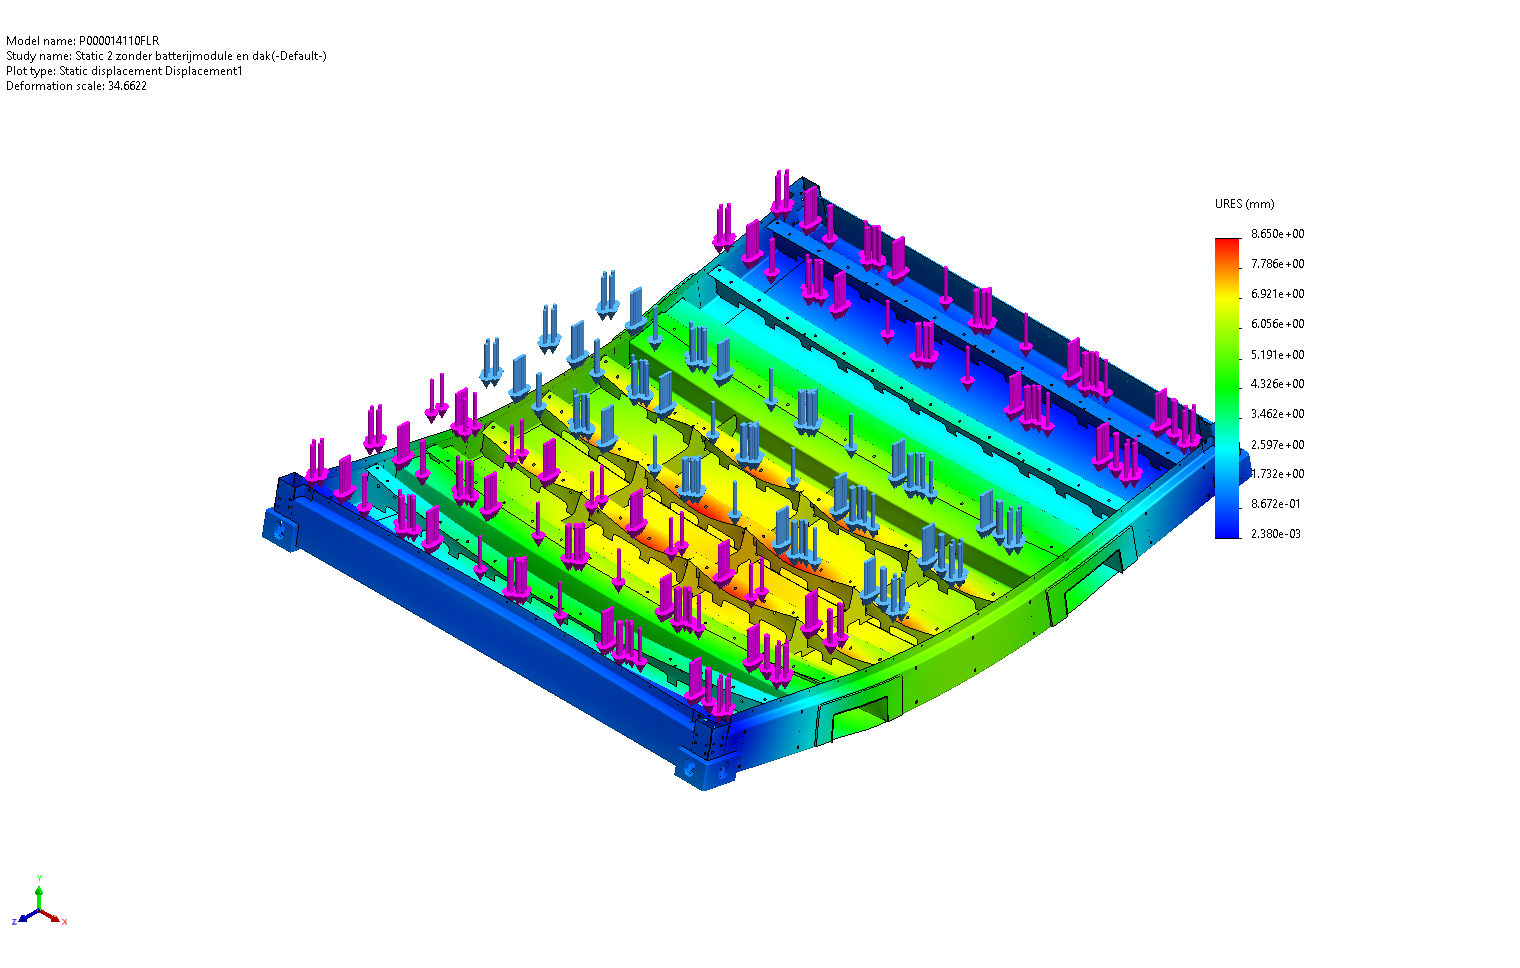 Model name: P000014110FLR
Study name: Static 2 zonder batterijmodule en dak(-Default-)
Plot type: Static displacement Displacement1
Deformation scale: 34.6622
URES (mm)
8.650e+00
7.786e+00
6.921e+00
6.056e+00
5.191e+00
4.326e+00
3.462e+00
2.597e+00
1.732e+00
8.672e-01
2.380e-03
Y
Z
X